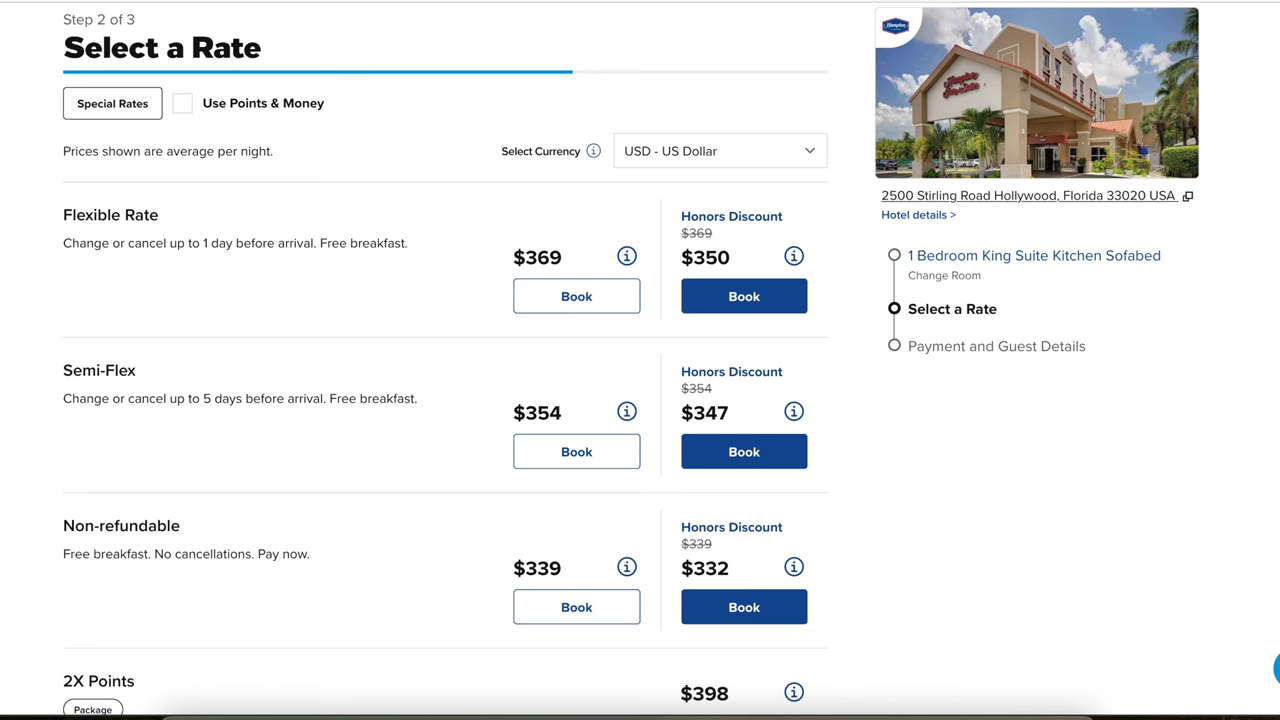 Step 2 of 3
Select a Rate
Special Rates
Use Points & Money
Prices shown are average per night.
Select Currency
USD - US Dollar
Flexible Rate
Change or cancel up to 1 day before arrival. Free breakfast.
$369
Book
Honors Discount
$369
$350
Book
Semi-Flex
Change or cancel up to 5 days before arrival. Free breakfast.
$354
Book
Honors Discount
$354
$347
Book
Non-refundable
Free breakfast. No cancellations. Pay now.
$339
Book
Honors Discount
$339
$332
Book
2X Points
Package
$398
Hampton
Hampton
Inn & Suites
2500 Stirling Road Hollywood, Florida 33020 USA
Hotel details >
1 Bedroom King Suite Kitchen Sofabed
Change Room
Select a Rate
Payment and Guest Details